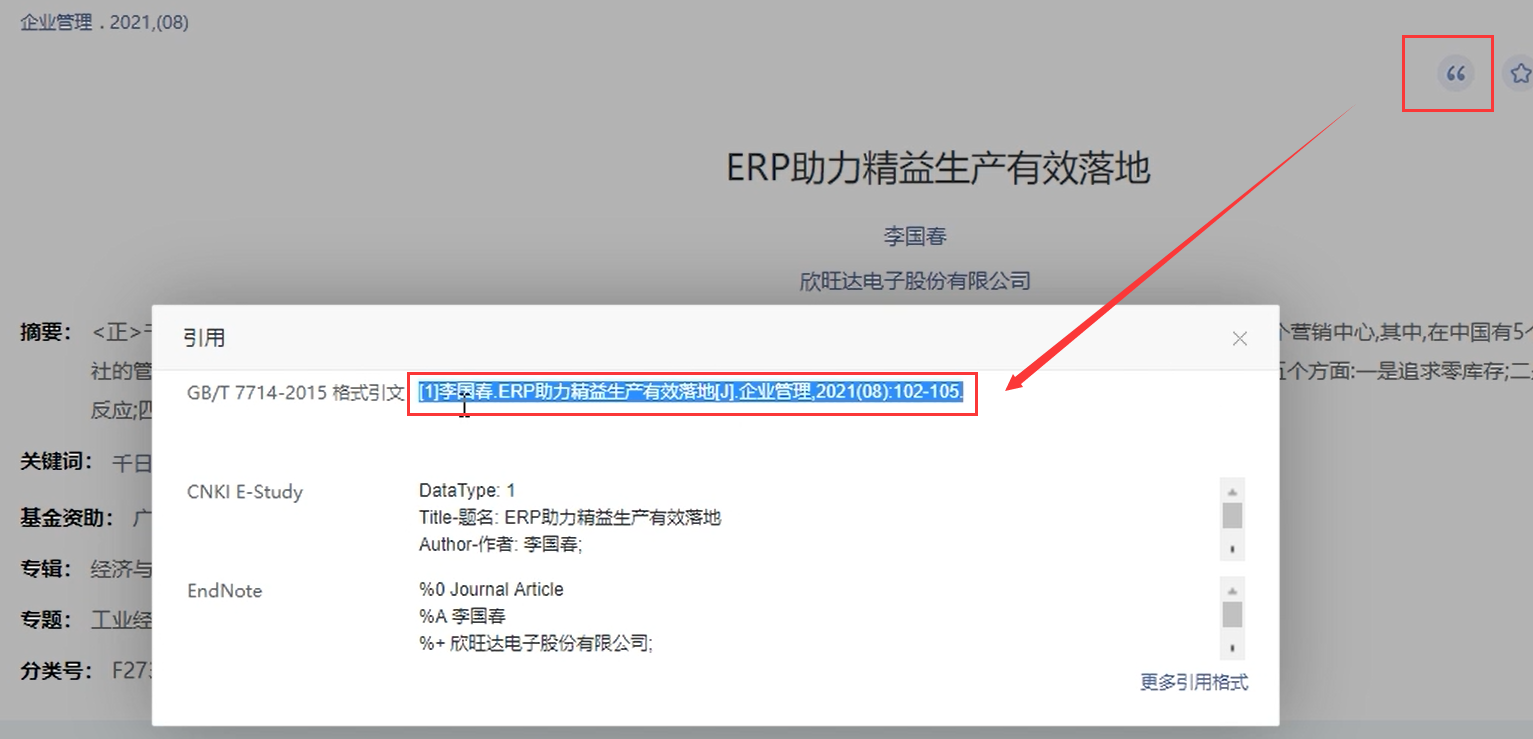 企业管理 . 2021,(08)
ERP助力精益生产有效落地
李国春
欣旺达电子股份有限公司
摘要： <正>
个营销中心,其中,在中国有5个
社的管
五个方面:一是追求零库存;二
反应;四
关键词： 千日
基金资助： 广
专辑： 经济与
专题： 工业经
分类号： F273
引用
GB/T 7714-2015 格式引文 [1]李国春.ERP助力精益生产有效落地[J].企业管理,2021(08):102-105.
CNKI E-Study
DataType: 1
Title-题名: ERP助力精益生产有效落地
Author-作者: 李国春;
EndNote
%0 Journal Article
%A 李国春
%+ 欣旺达电子股份有限公司;
更多引用格式